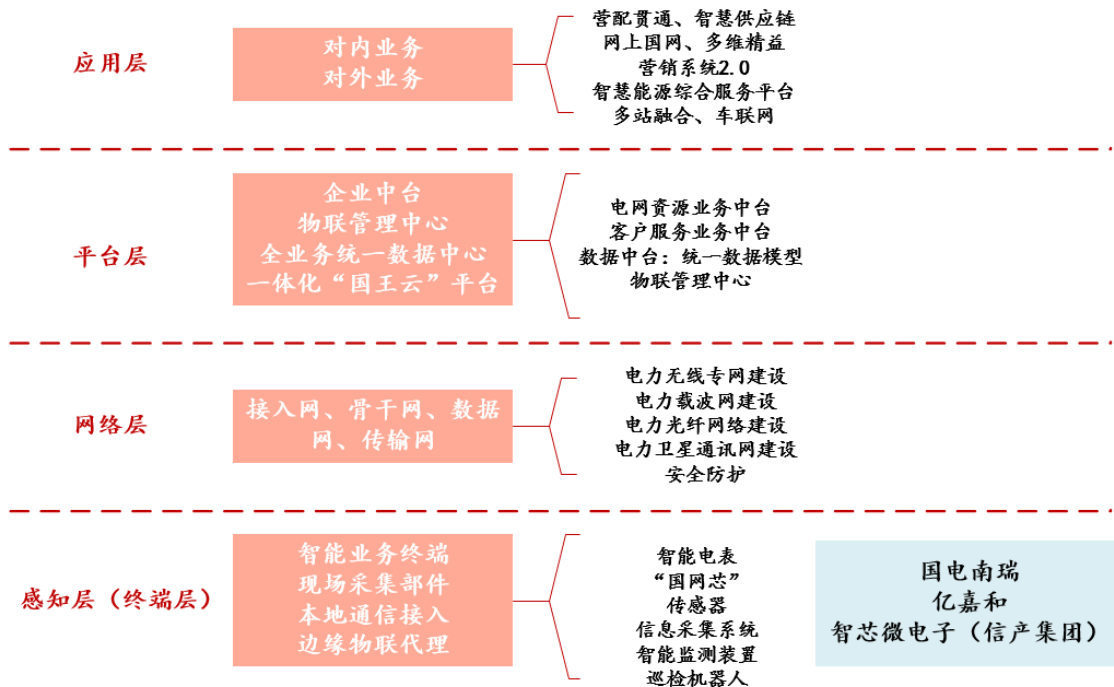 应用层
对内业务
对外业务
营配贯通、智慧供应链
网上国网、多维精益
营销系统2.0
智慧能源综合服务平台
多站融合、车联网
平台层
企业中台
物联管理中心
全业务统一数据中心
一体化“国王云”平台
电网资源业务中台
客户服务业务中台
数据中台：统一数据模型
物联管理中心
网络层
接入网、骨干网、数据
网、传输网
电力无线专网建设
电力载波网建设
电力光纤网络建设
电力卫星通讯网建设
安全防护
感知层（终端层）
智能业务终端
现场采集部件
本地通信接入
边缘物联代理
智能电表
“国网芯”
传感器
信息采集系统
智能监测装置
巡检机器人
国电南瑞
亿嘉和
智芯微电子（信产集团）